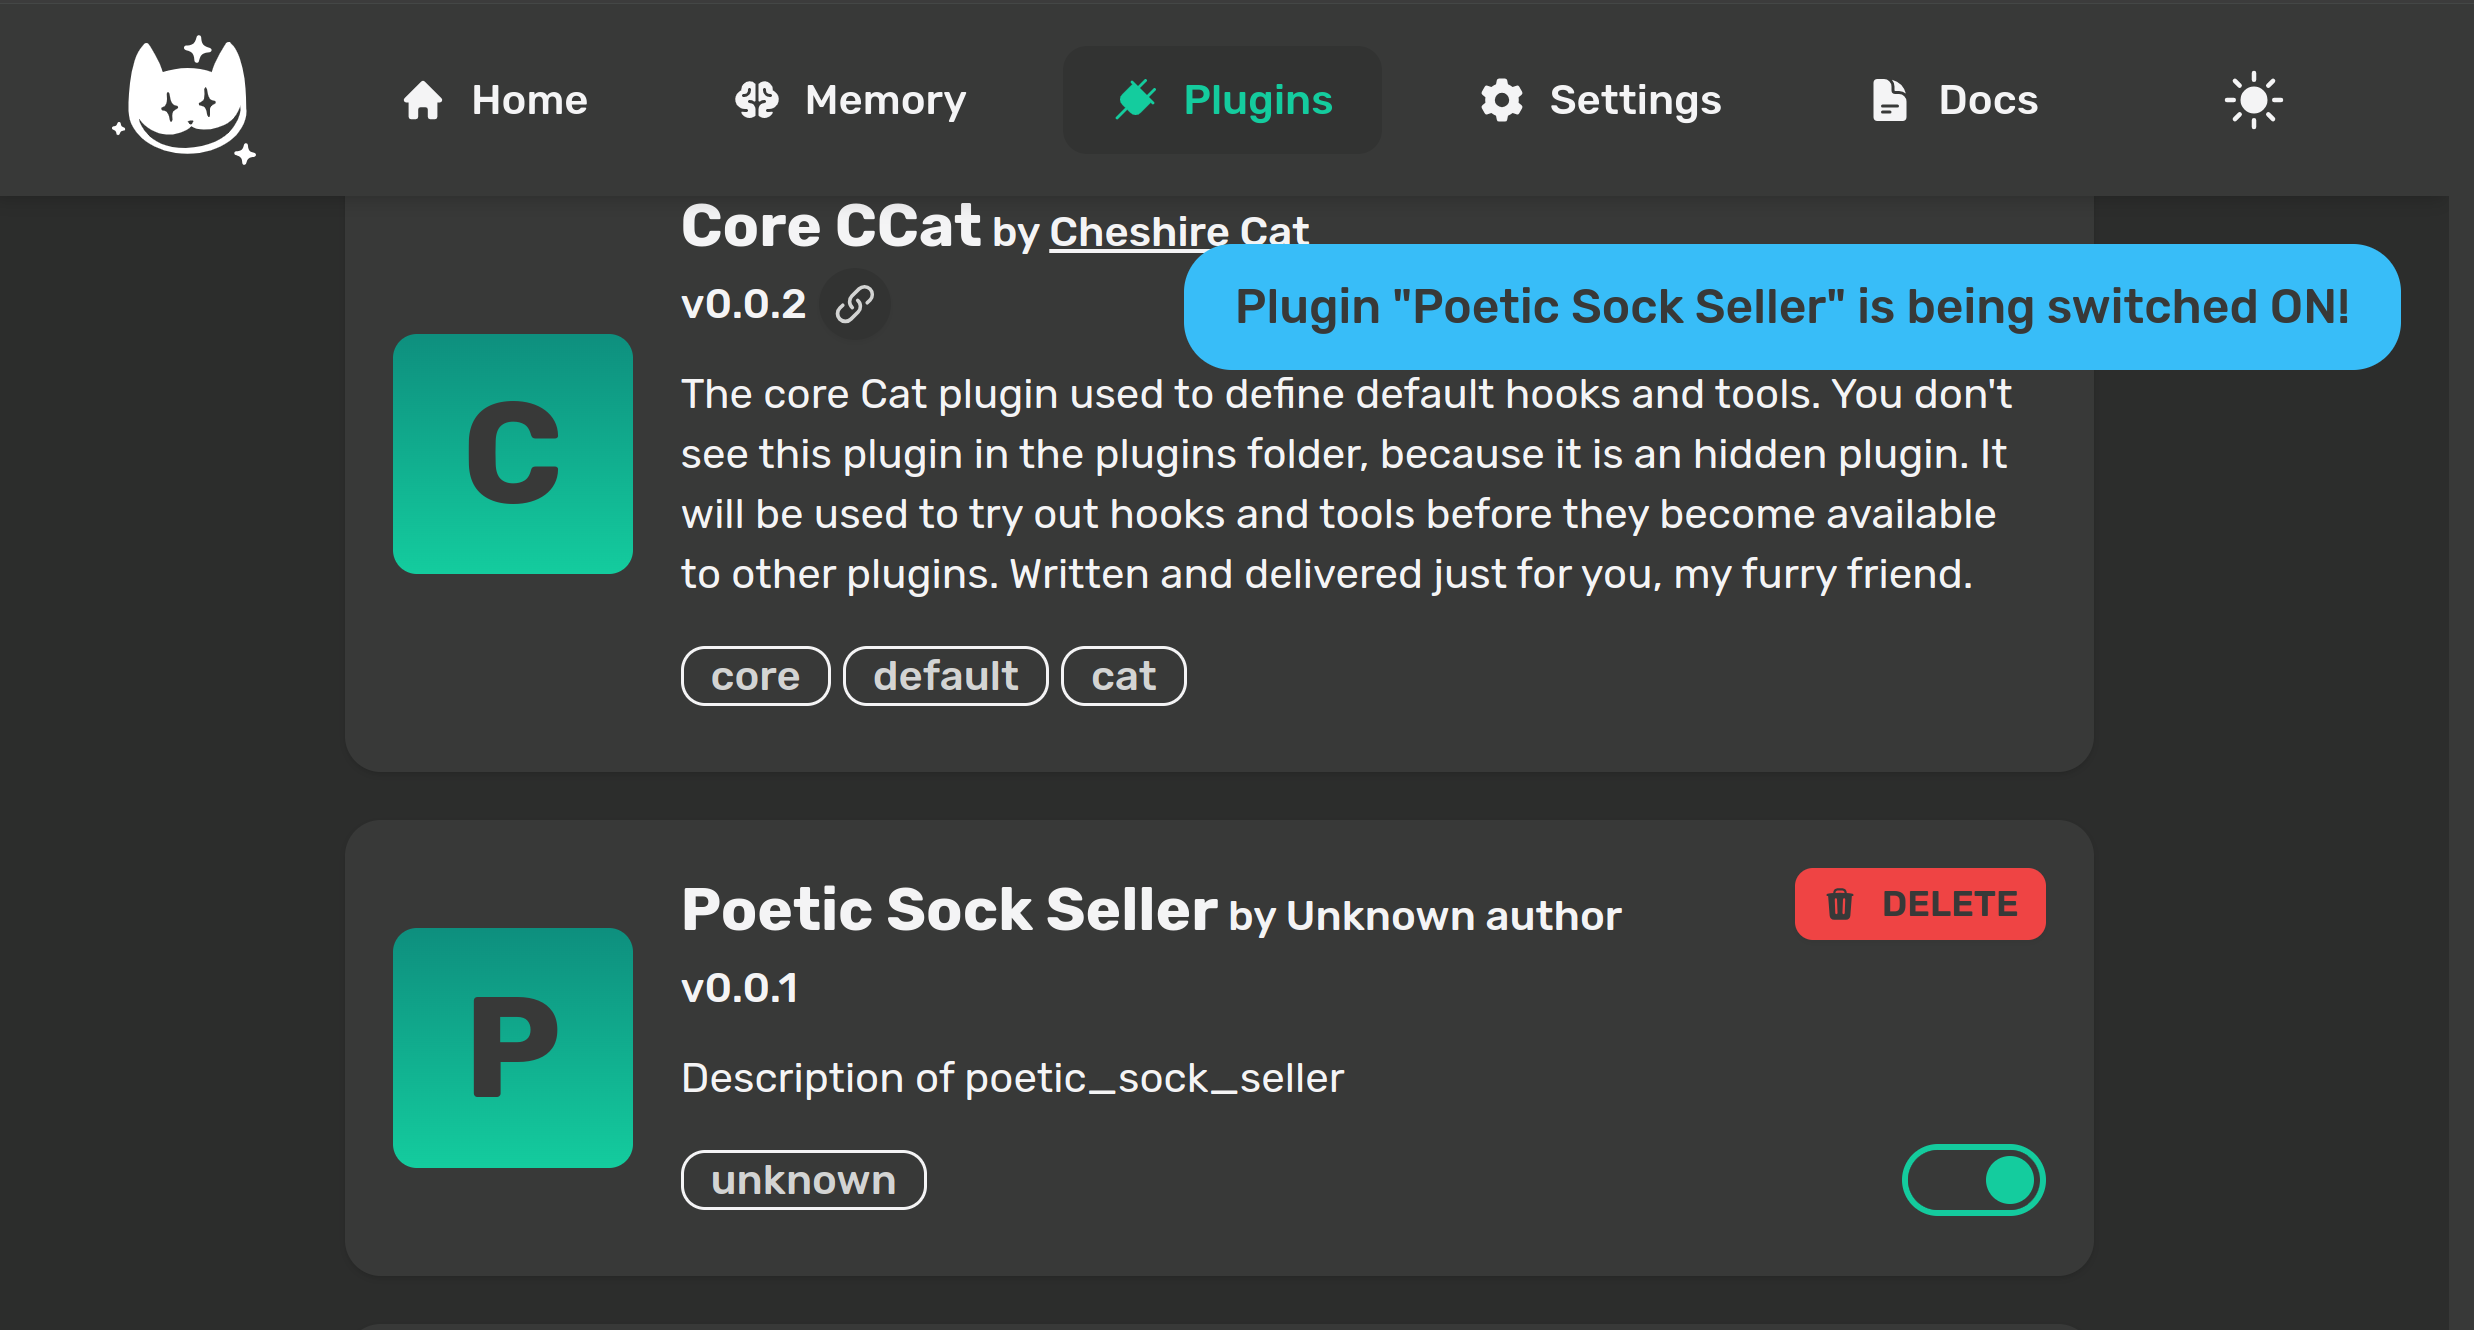 Home
Memory
Plugins
Settings
Docs
Core CCat by Cheshire Cat
Plugin "Poetic Sock Seller" is being switched ON!
v0.0.2
C
The core Cat plugin used to define default hooks and tools. You don't
see this plugin in the plugins folder, because it is an hidden plugin. It
will be used to try out hooks and tools before they become available
to other plugins. Written and delivered just for you, my furry friend.
core
default
cat
Poetic Sock Seller by Unknown author
DELETE
v0.0.1
P
Description of poetic_sock_seller
unknown